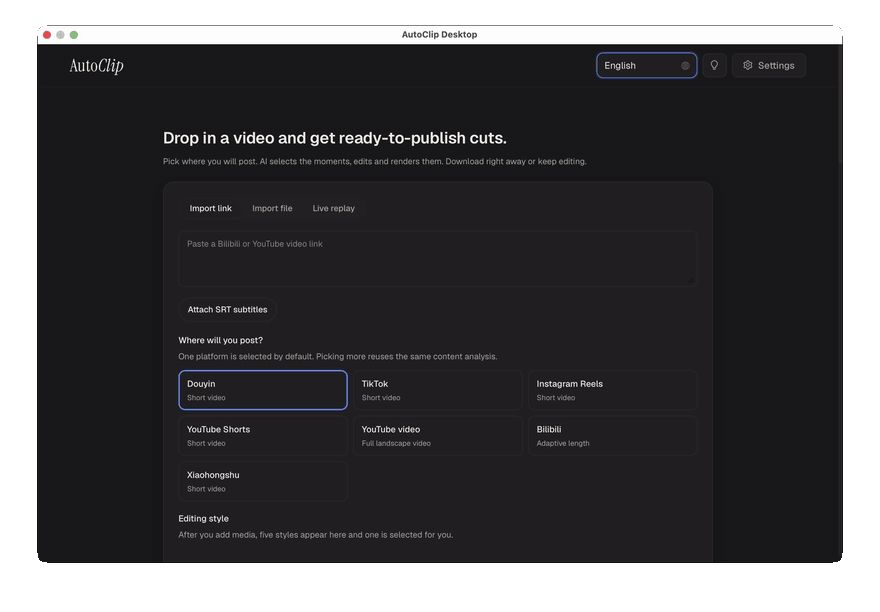 AutoClip Desktop
AutoClip
English
Settings
Drop in a video and get ready-to-publish cuts.
Pick where you will post. AI selects the moments, edits and renders them. Download right away or keep editing.
Import link
Import file
Live replay
Paste a Bilibili or YouTube video link
Attach SRT subtitles
Where will you post?
One platform is selected by default. Picking more reuses the same content analysis.
Douyin
Short video
TikTok
Short video
Instagram Reels
Short video
YouTube Shorts
Short video
YouTube video
Full landscape video
Bilibili
Adaptive length
Xiaohongshu
Short video
Editing style
After you add media, five styles appear here and one is selected for you.